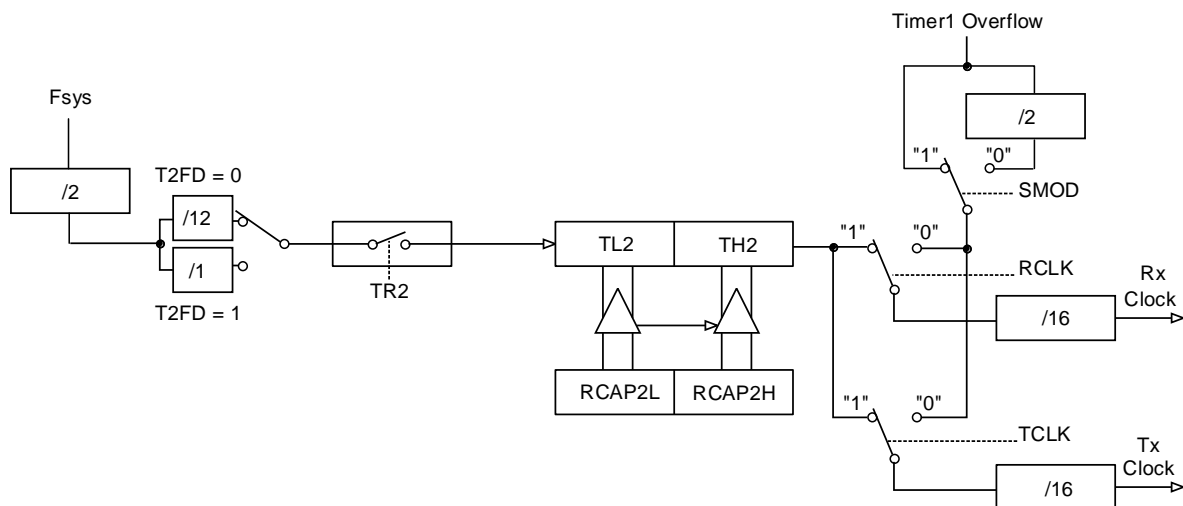 Timer1 Overflow
Fsys
/2
/2
T2FD = 0
/12
/1
T2FD = 1
TR2
TL2
TH2
RCAP2L
RCAP2H
"1"
"0"
SMOD
"1"
"0"
RCLK
/16
Rx
Clock
"1"
"0"
TCLK
/16
Tx
Clock